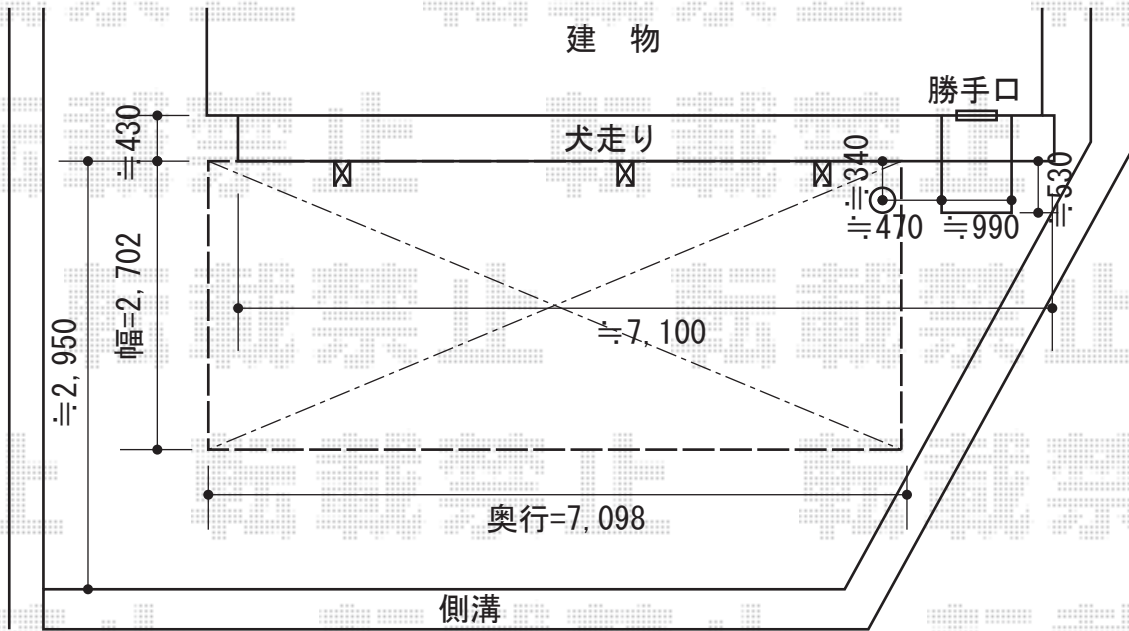 建 物
勝手口
≒430
犬走り
≒340
≒530
≒470
≒990
幅=2,702
≒7,100
≒2,950
奥行=7,098
側溝